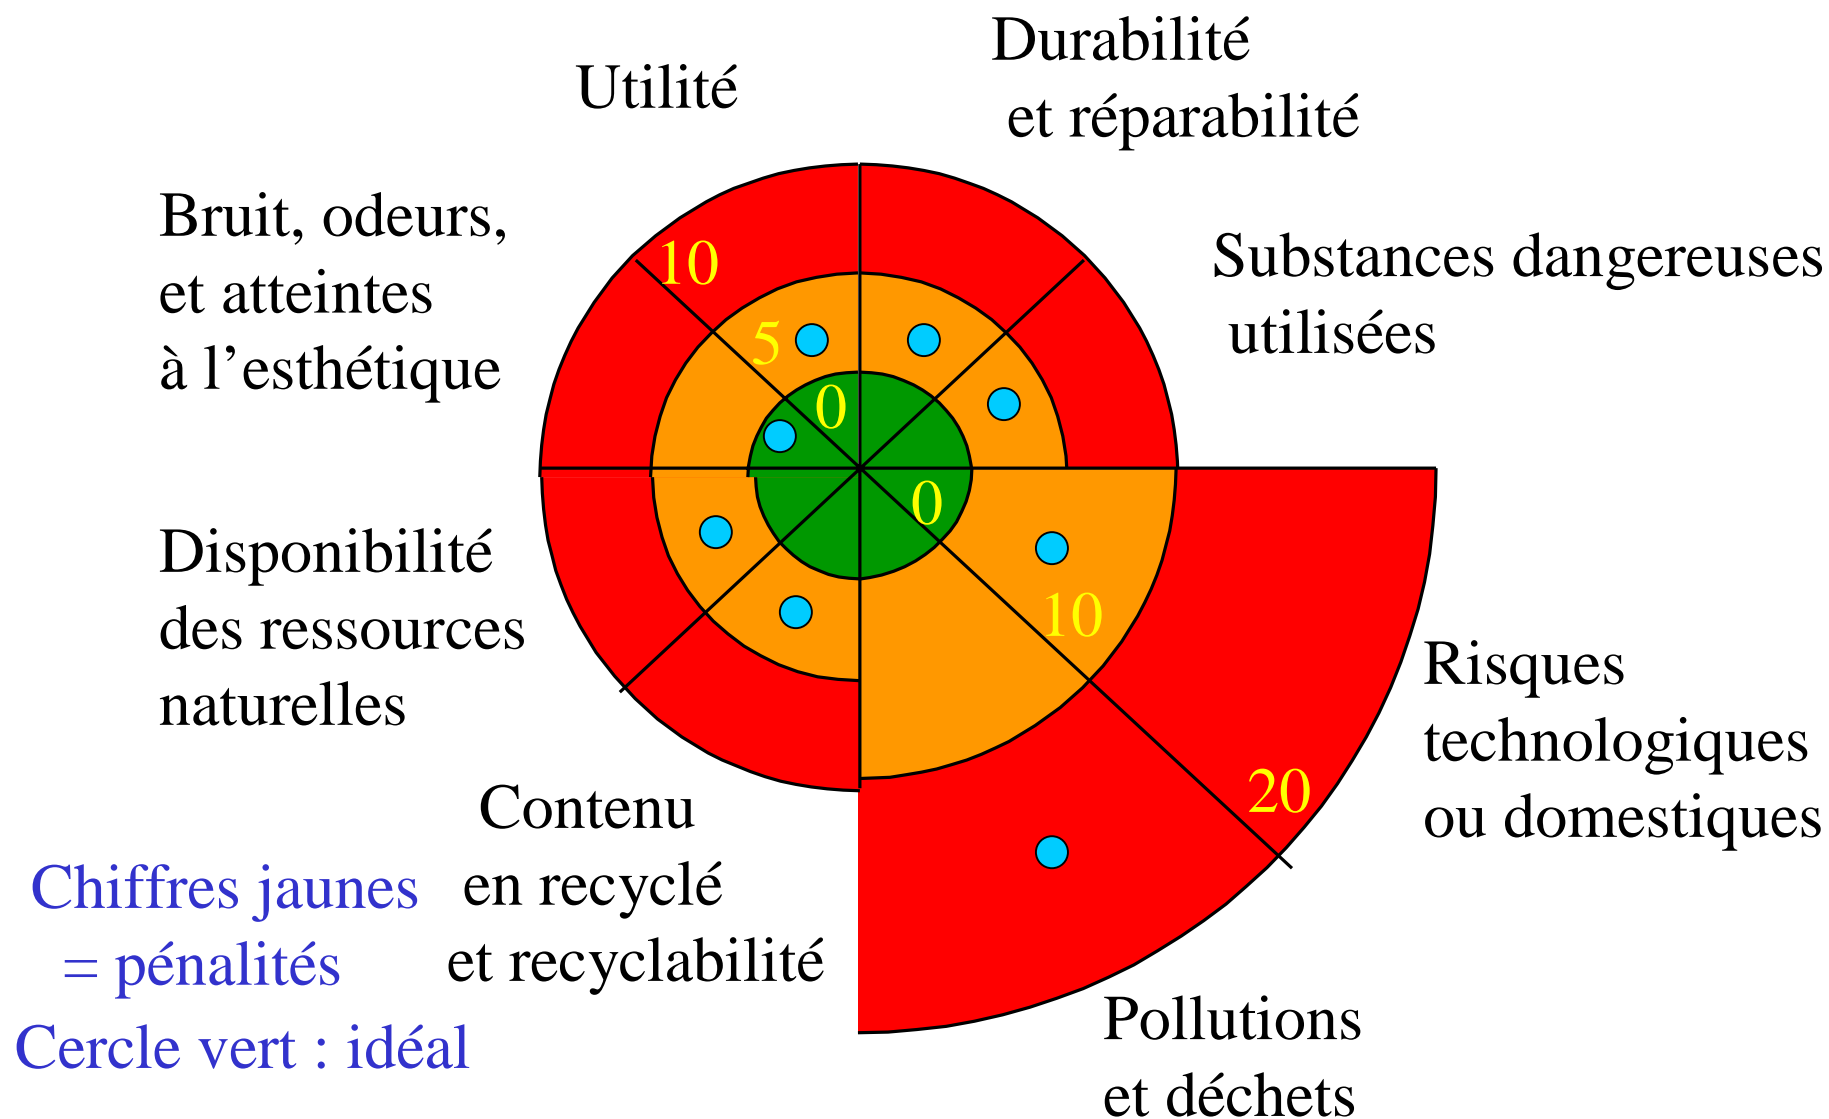 Durabilité
et réparabilité
Utilité
Bruit, odeurs,
et atteintes
à l’esthétique
Substances dangereuses
utilisées
10
5
0
0
10
20
Disponibilité
des ressources
naturelles
Risques
technologiques
ou domestiques
Contenu
en recyclé
et recyclabilité
Chiffres jaunes
= pénalités
Cercle vert : idéal
Pollutions
et déchets